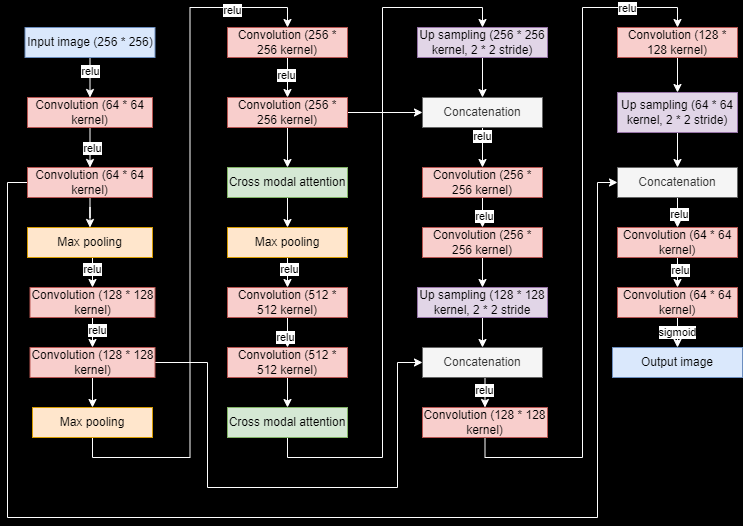 Input image (256 * 256)
relu
Convolution (64 * 64
kernel)
relu
Convolution (64 * 64
kernel)
Max pooling
relu
Convolution (128 * 128
kernel)
relu
Convolution (128 * 128
kernel)
Max pooling
relu
Convolution (256 *
256 kernel)
relu
Convolution (256 *
256 kernel)
Cross modal attention
Max pooling
relu
Convolution (512 *
512 kernel)
relu
Convolution (512 *
512 kernel)
Cross modal attention
Up sampling (256 * 256
kernel, 2 * 2 stride)
Concatenation
relu
Convolution (256 *
256 kernel)
relu
Convolution (256 *
256 kernel)
Up sampling (128 * 128
kernel, 2 * 2 stride
Concatenation
relu
Convolution (128 * 128
kernel)
relu
Convolution (128 *
128 kernel)
Up sampling (64 * 64
kernel, 2 * 2 stride)
Concatenation
relu
Convolution (64 * 64
kernel)
relu
Convolution (64 * 64
kernel)
sigmoid
Output image